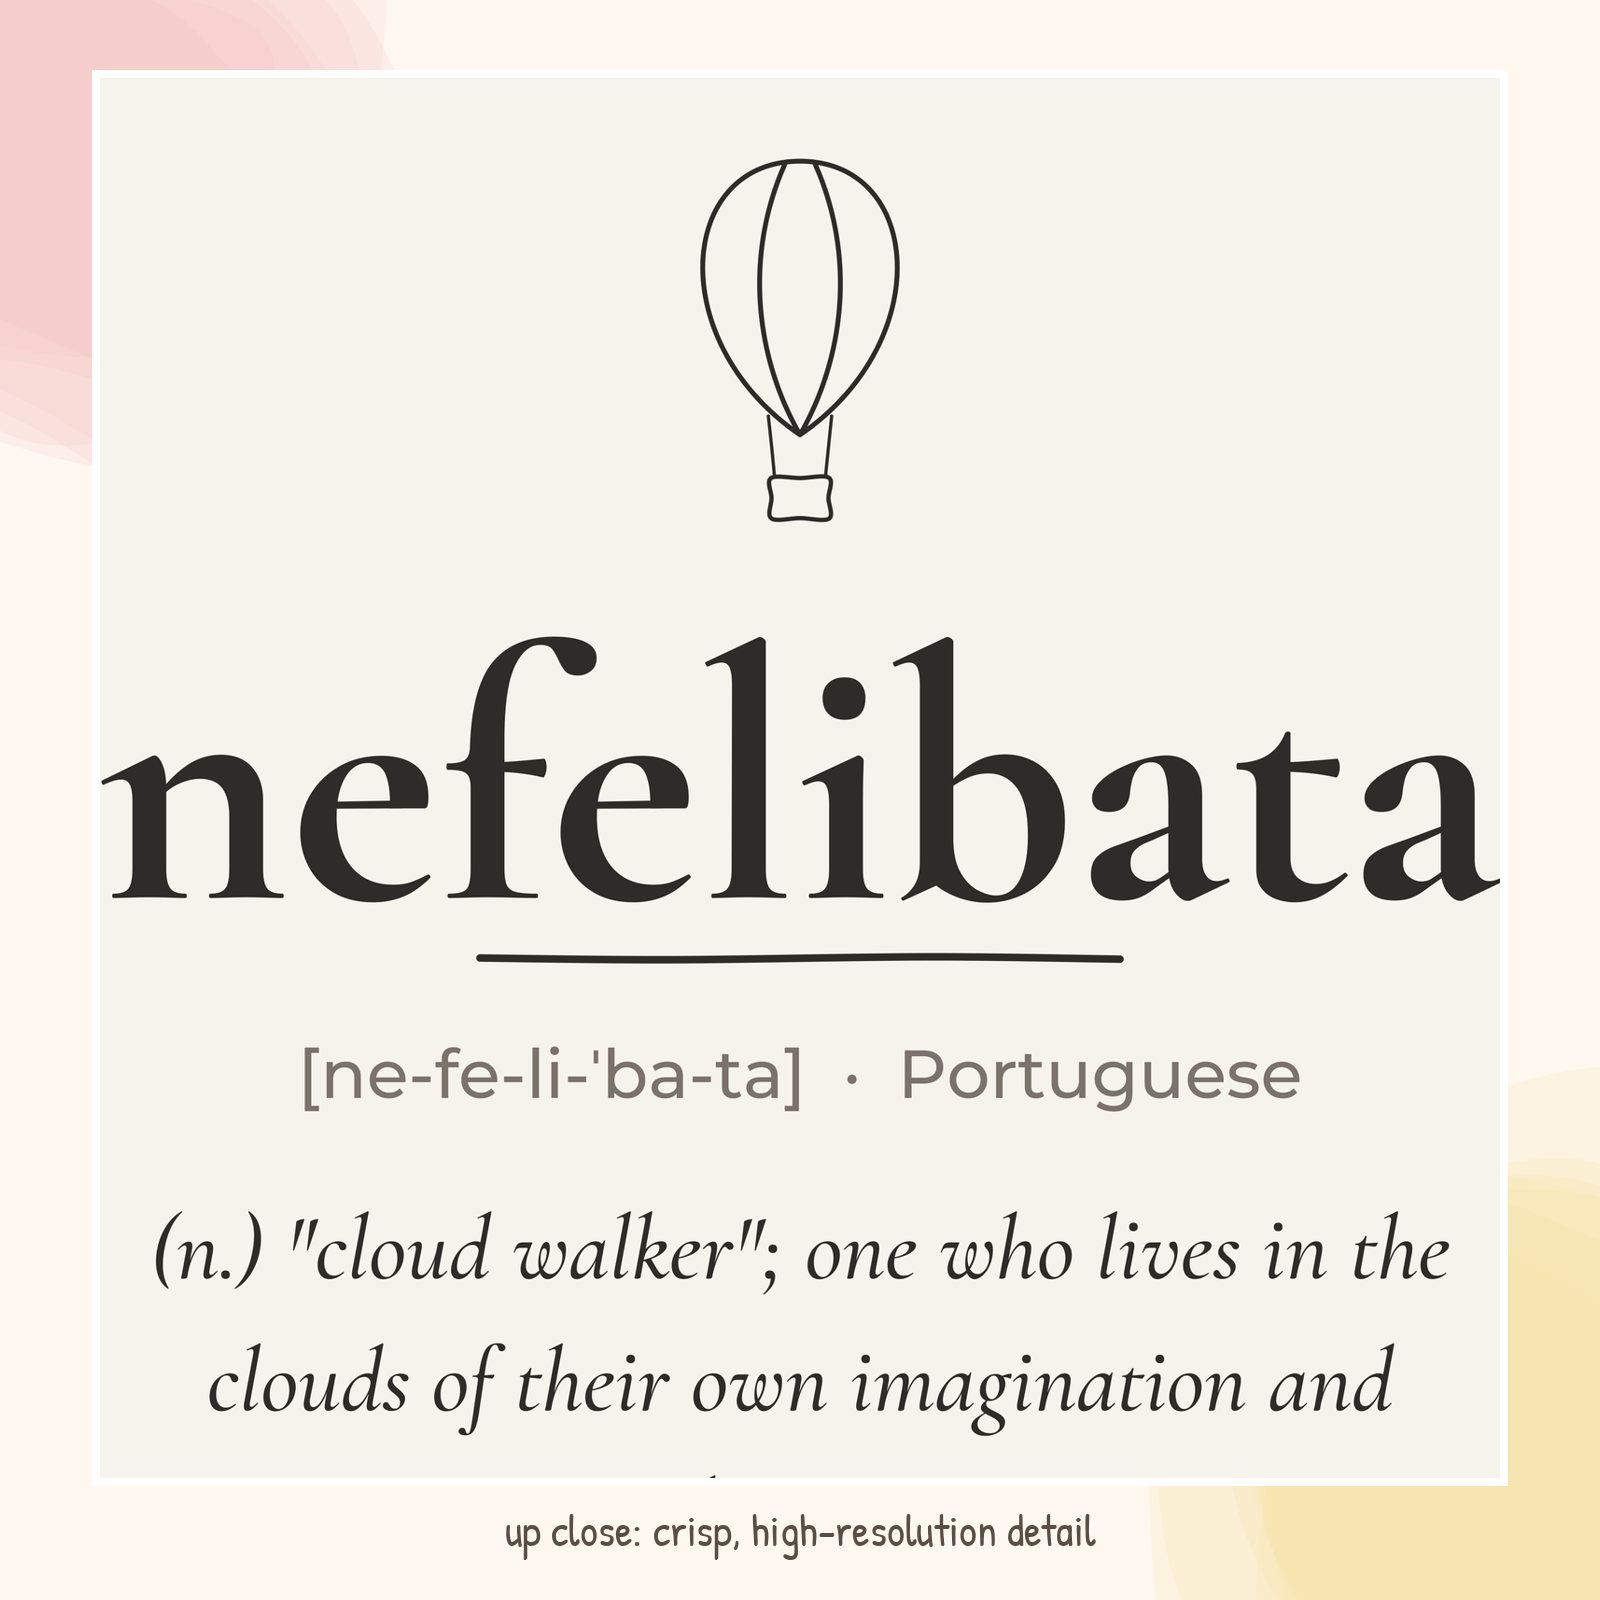 nefelibata
[ne-fe-li-'ba-ta] · Portuguese
(n.) "cloud walker"; one who lives in the
clouds of their own imagination and
up close: crisp, high-resolution detail